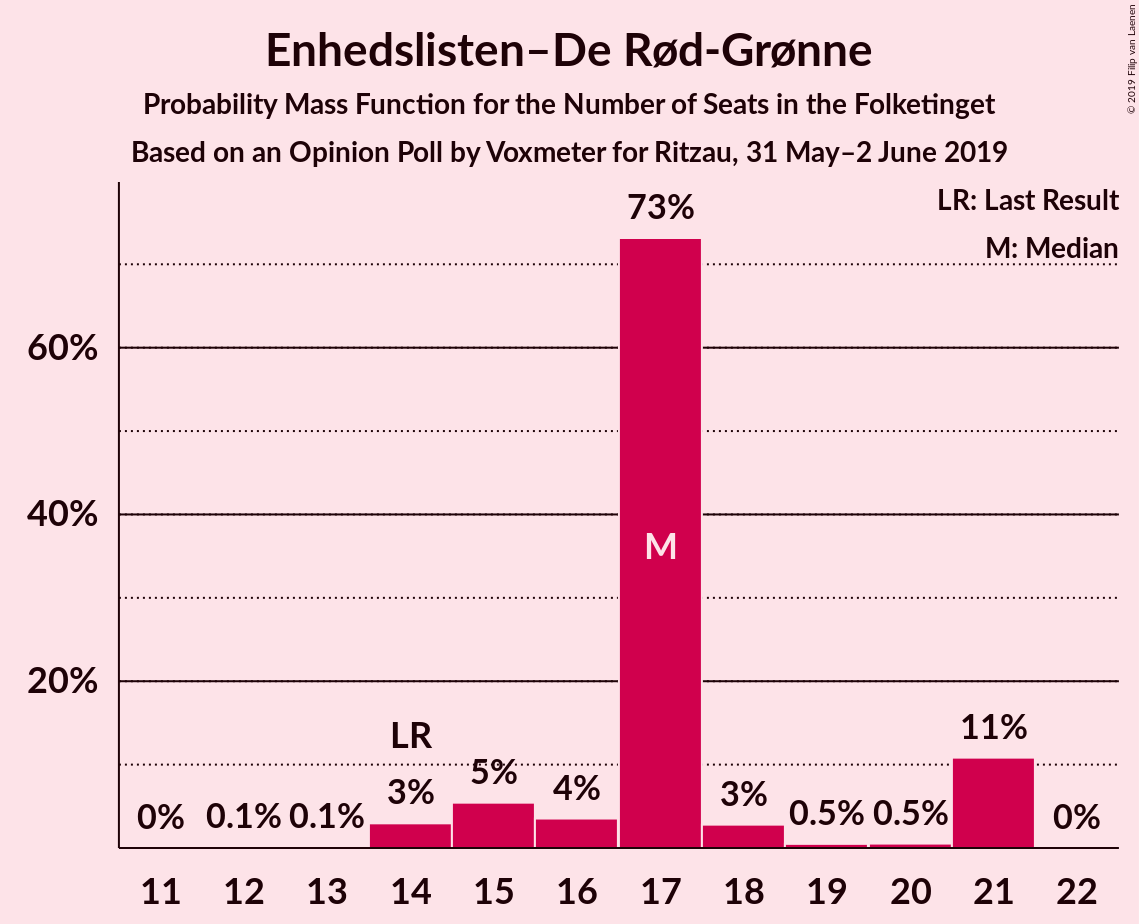 Enhedslisten–De Rød-Grønne
Probability Mass Function for the Number of Seats in the Folketinget
Based on an Opinion Poll by Voxmeter for Ritzau, 31 May–2 June 2019
© 2019 Filip van Laenen
LR: Last Result
M: Median
73%
60%
40%
20%
M
LR
0% 0.1% 0.1% 3% 5% 4% 3% 0.5% 0.5% 11% 0%
11 12 13 14 15 16 17 18 19 20 21 22